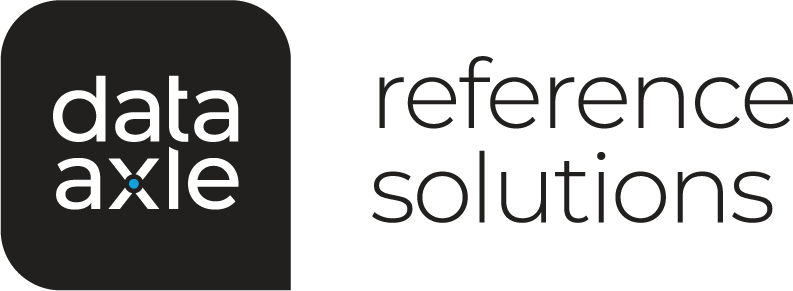 data
axle
reference
solutions